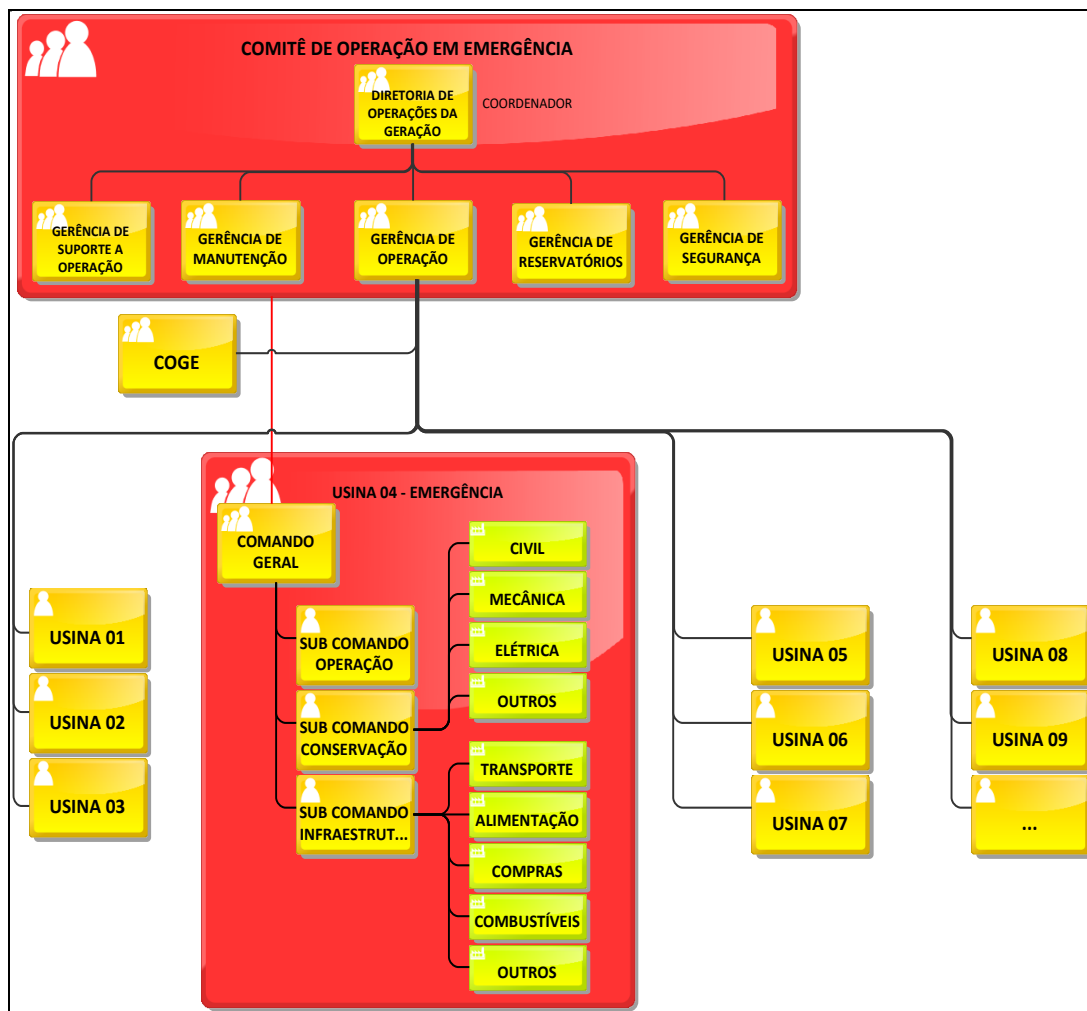 COMITÊ DE OPERAÇÃO EM EMERGÊNCIA
DIRETORIA DE
OPERAÇÕES DA
GERAÇÃO
COORDENADOR
GERÊNCIA DE
SUPORTE A
OPERAÇÃO
GERÊNCIA DE
MANUTENÇÃO
GERÊNCIA DE
OPERAÇÃO
GERÊNCIA DE
RESERVATÓRIOS
GERÊNCIA DE
SEGURANÇA
COGE
USINA 04 - EMERGÊNCIA
COMANDO
GERAL
SUB COMANDO
OPERAÇÃO
SUB COMANDO
CONSERVAÇÃO
SUB COMANDO
INFRAESTRUT...
CIVIL
MECÂNICA
ELÉTRICA
OUTROS
TRANSPORTE
ALIMENTAÇÃO
COMPRAS
COMBUSTÍVEIS
OUTROS
USINA 01
USINA 02
USINA 03
USINA 05
USINA 06
USINA 07
USINA 08
USINA 09
...